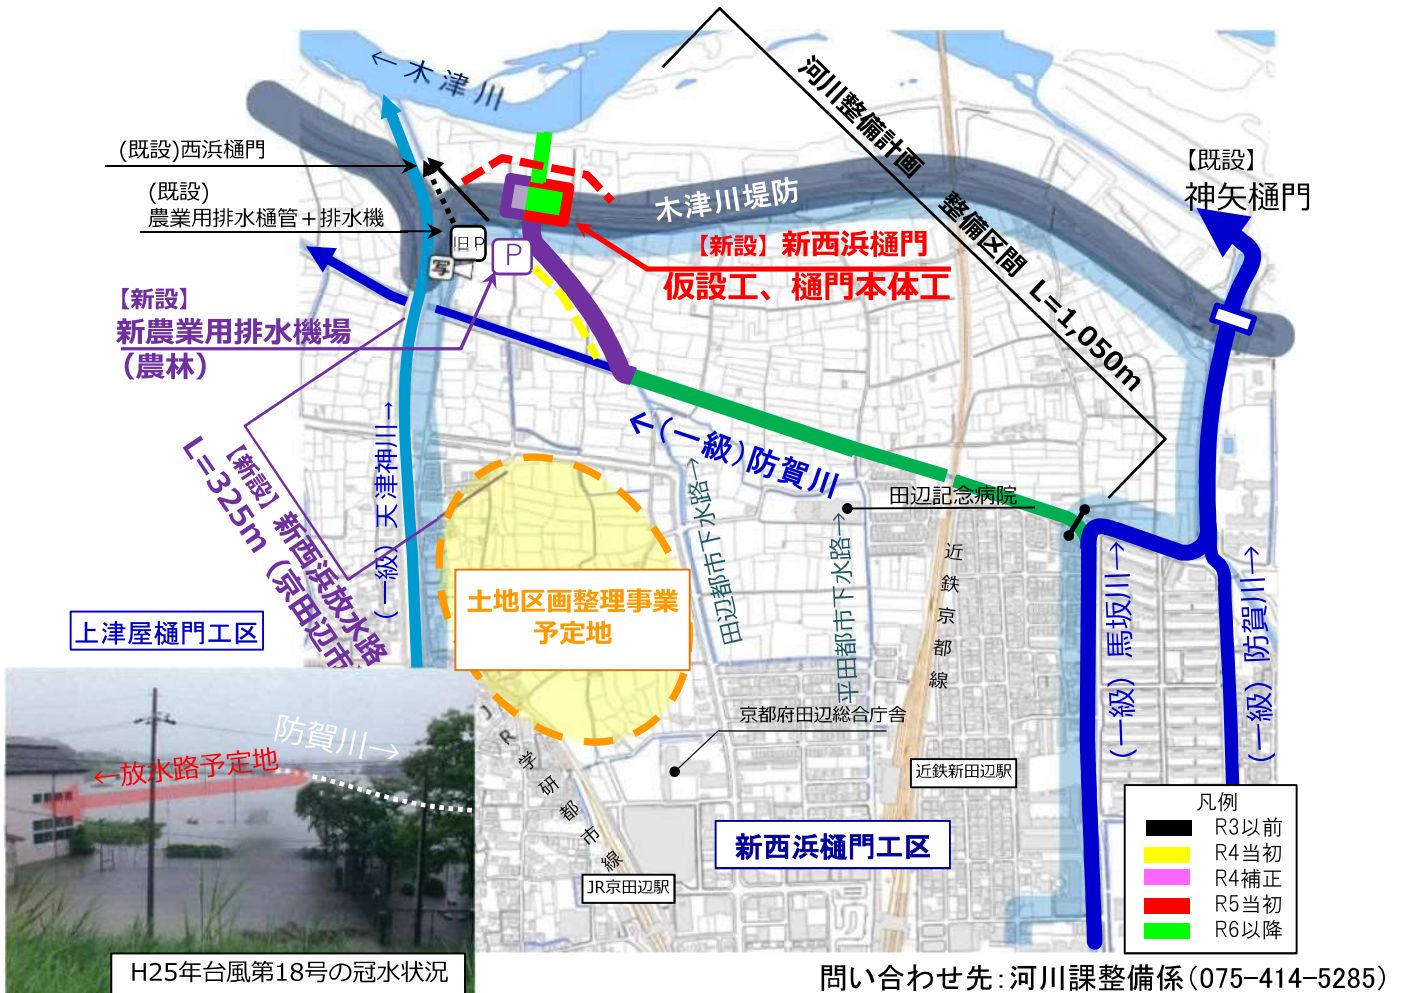 ←木津川
河川整備計画 整備区間 L=1,050m
(既設)西浜樋門
(既設)
農業用排水樋管＋排水機
【既設】
神矢樋門
木津川堤防
【新設】新西浜樋門
仮設工、樋門本体工
旧P
P
写
【新設】
新農業用排水機場
（農林）
←(一級)防賀川
【新設】新西浜放水路
L=325m（京田辺市
(一級) 天津神川→
田辺都市下水路→
平田都市下水路→
田辺記念病院
近鉄京都線
(一級) 馬坂川→
(一級) 防賀川→
土地区画整理事業
予定地
上津屋樋門工区
京都府田辺総合庁舎
近鉄新田辺駅
JR学研都市線
防賀川→
←放水路予定地
新西浜樋門工区
JR京田辺駅
凡例
R3以前
R4当初
R4補正
R5当初
R6以降
H25年台風第18号の冠水状況
問い合わせ先：河川課整備係(075-414-5285)